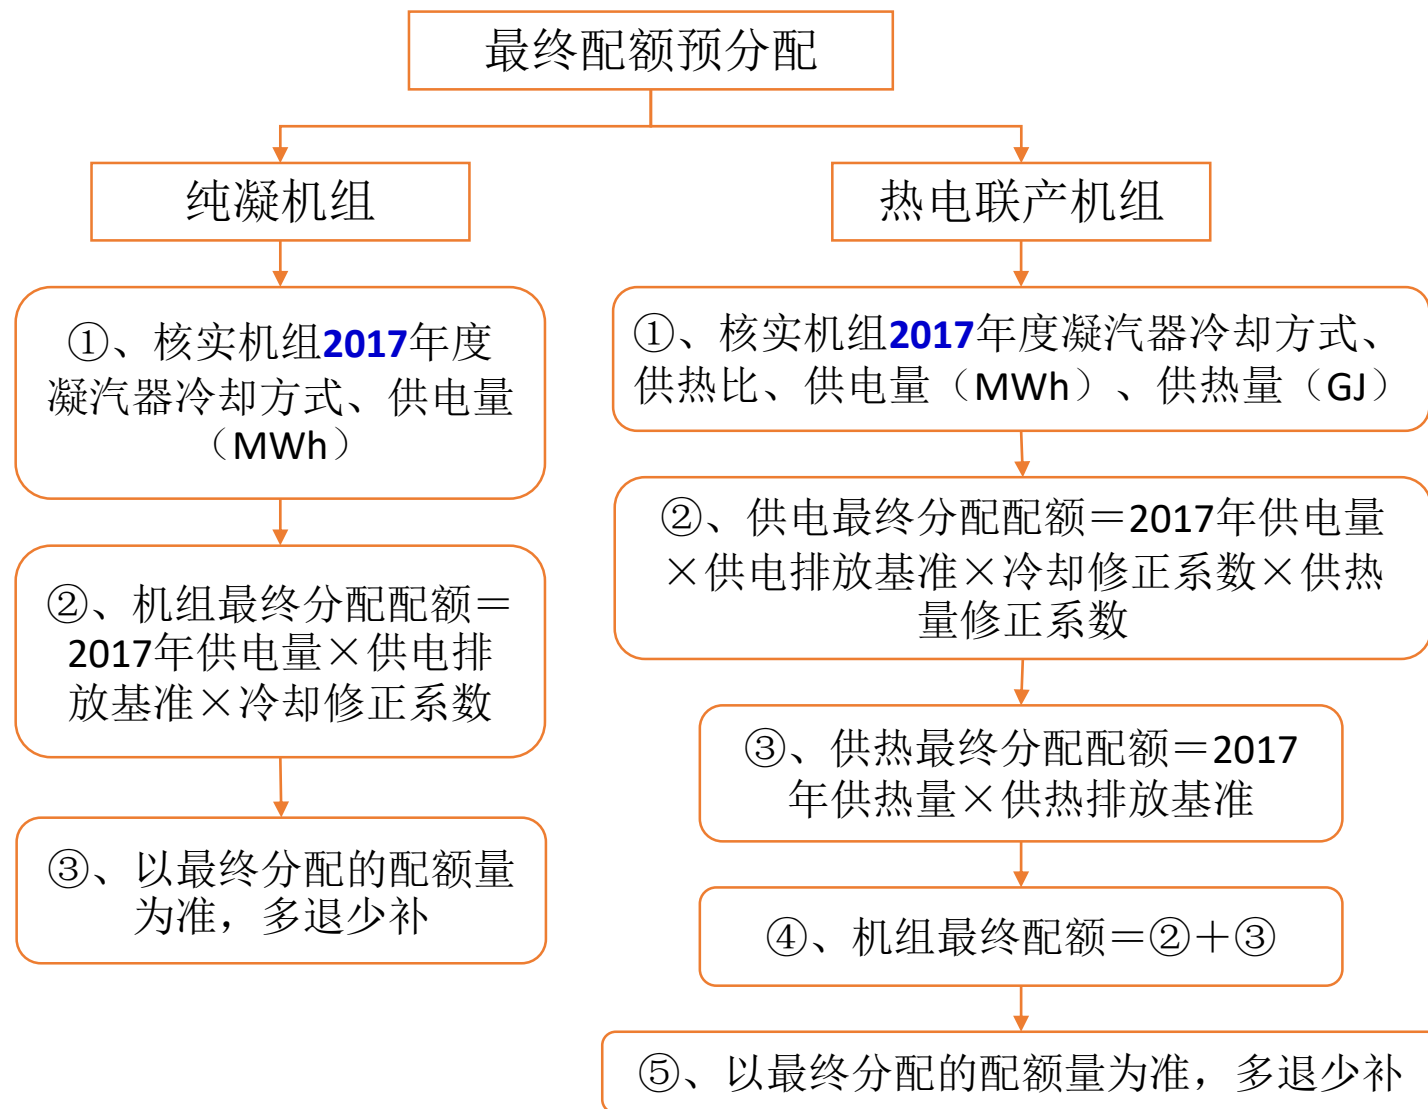 最终配额预分配
纯凝机组
①、核实机组2017年度
凝汽器冷却方式、供电量
（MWh）
②、机组最终分配配额＝
2017年供电量×供电排
放基准×冷却修正系数
③、以最终分配的配额量
为准，多退少补
热电联产机组
①、核实机组2017年度凝汽器冷却方式、
供热比、供电量（MWh）、供热量（GJ）
②、供电最终分配配额＝2017年供电量
×供电排放基准×冷却修正系数×供热
量修正系数
③、供热最终分配配额＝2017
年供热量×供热排放基准
④、机组最终配额＝②＋③
⑤、以最终分配的配额量为准，多退少补